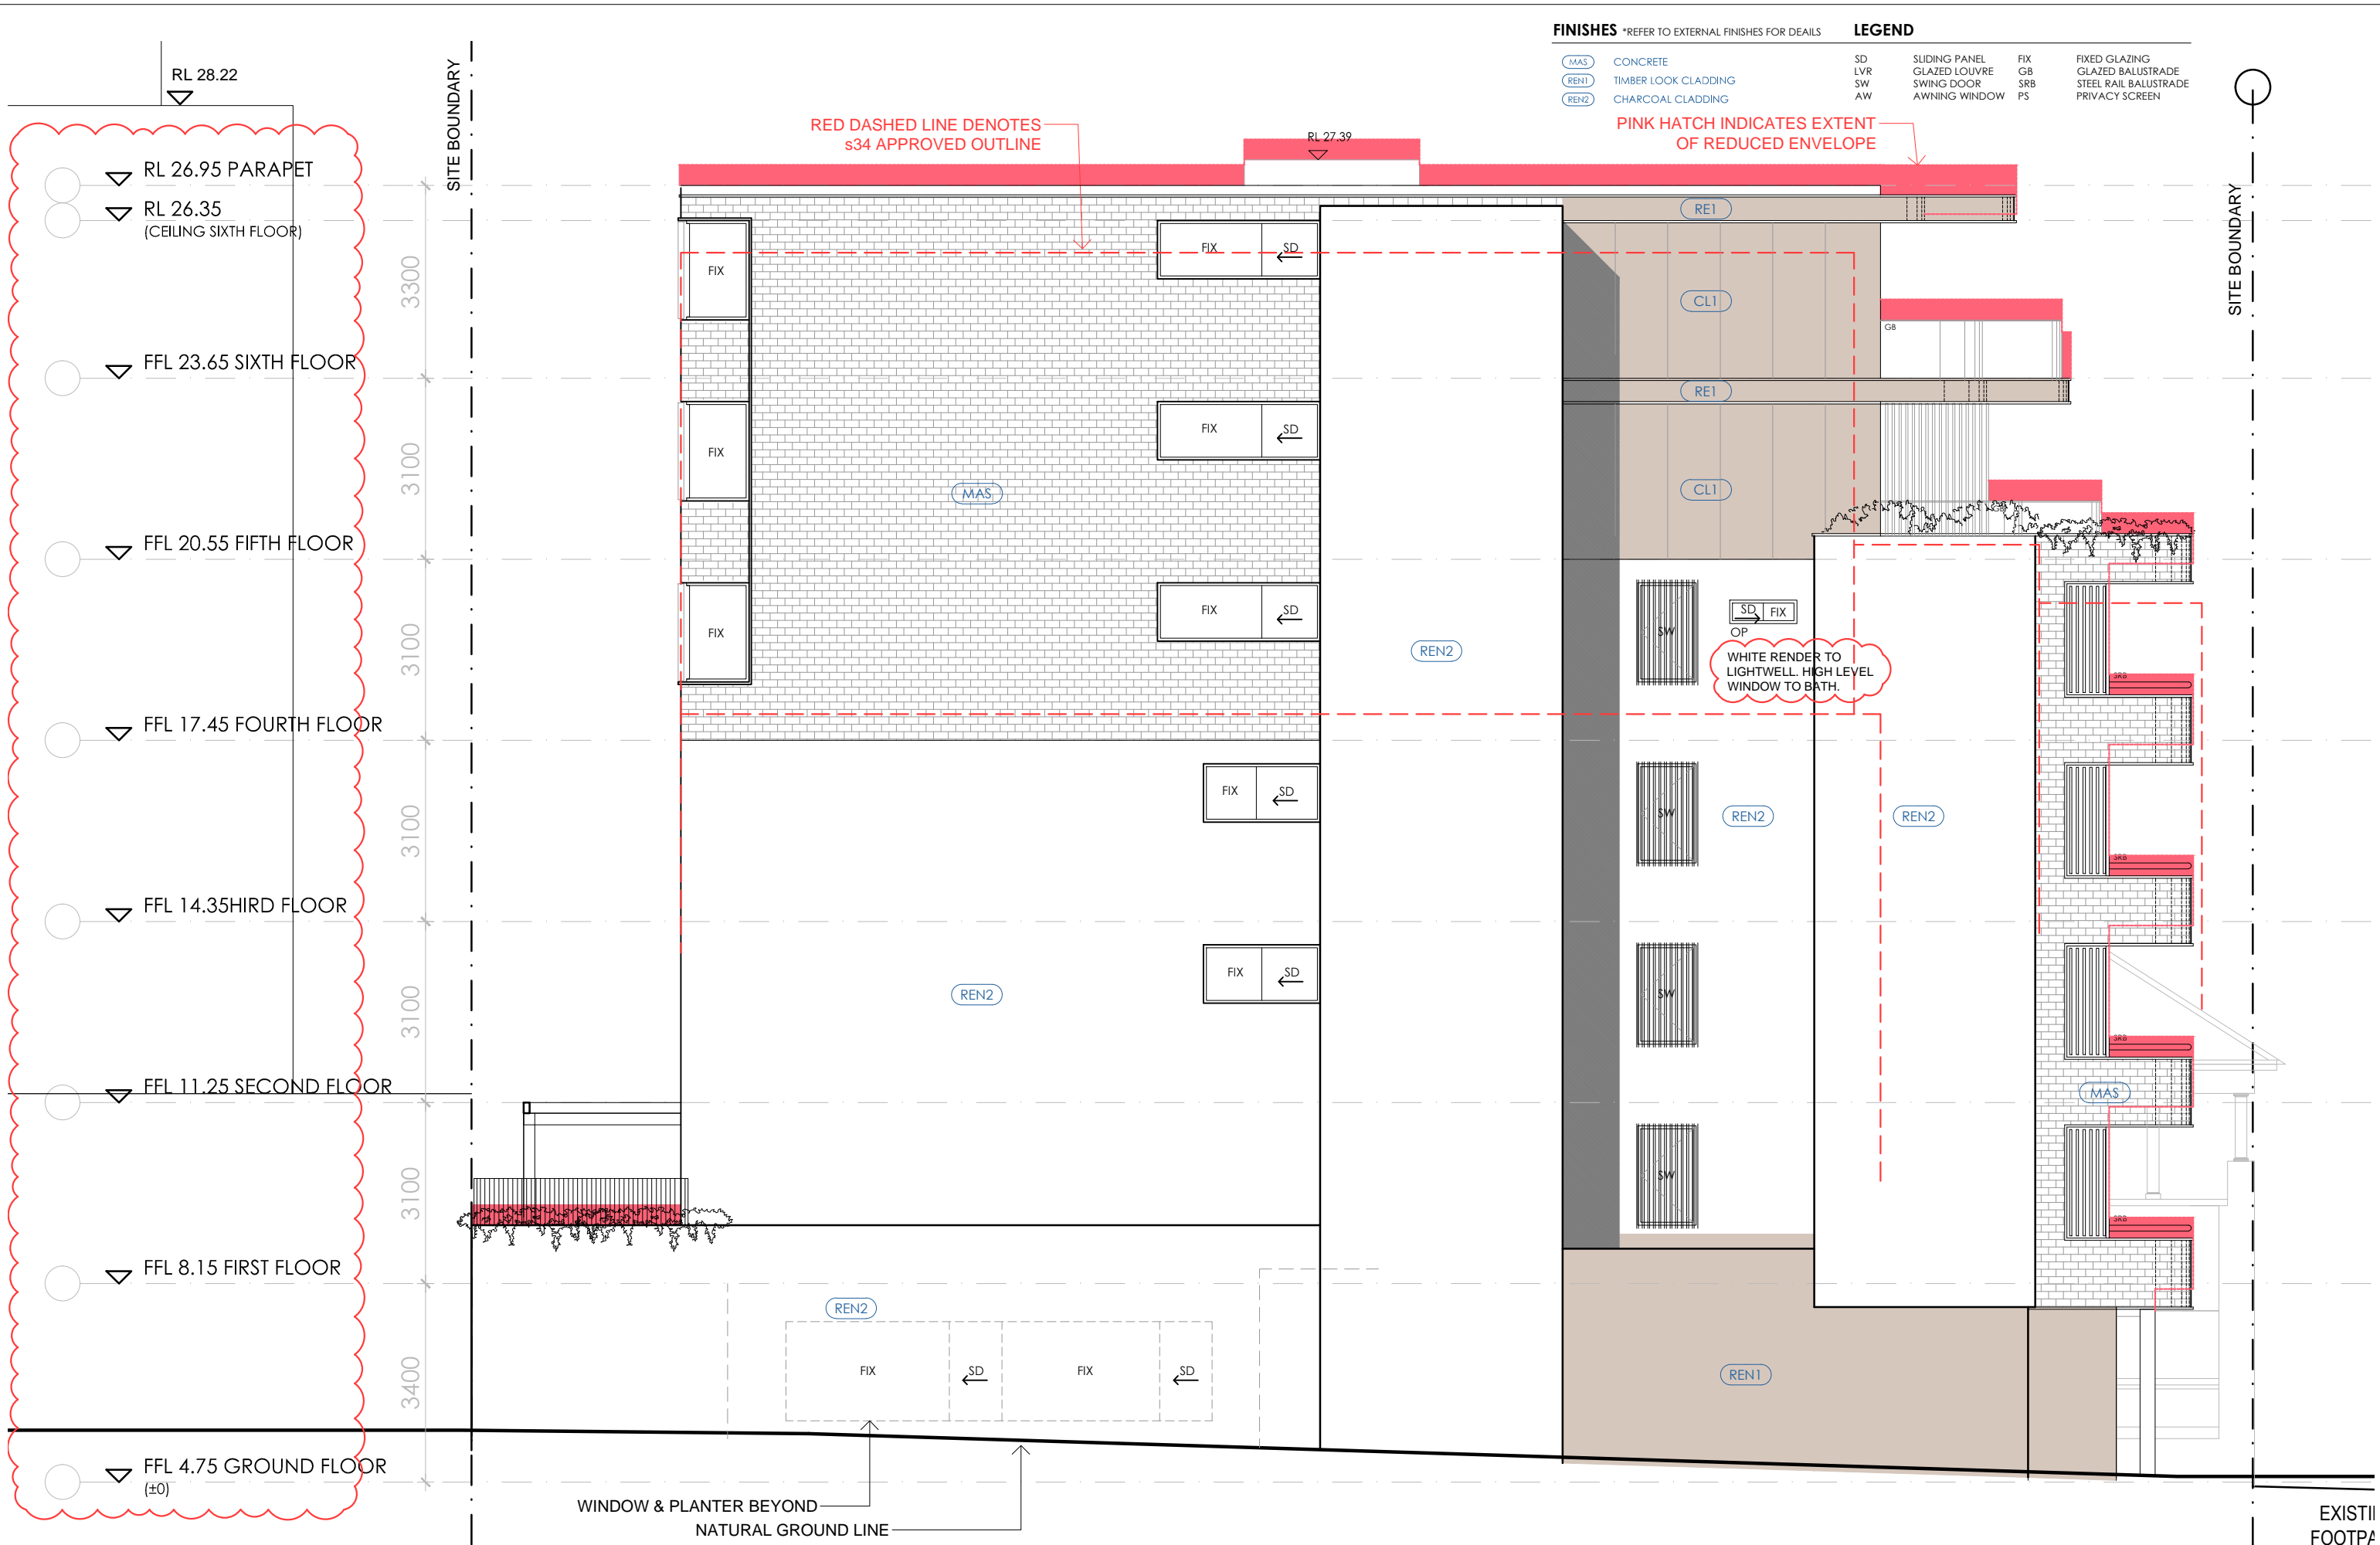 FINISHES *REFER TO EXTERNAL FINISHES FOR DEAILS
MAS CONCRETE
REN1 TIMBER LOOK CLADDING
REN2 CHARCOAL CLADDING
LEGEND
SD SLIDING PANEL FIX FIXED GLAZING
LVR GLAZED LOUVRE GB GLAZED BALUSTRADE
SW SWING DOOR SRB STEEL RAIL BALUSTRADE
AW AWNING WINDOW PS PRIVACY SCREEN
RL 28.22
SITE BOUNDARY
RED DASHED LINE DENOTES
s34 APPROVED OUTLINE
RL 27.39
PINK HATCH INDICATES EXTENT
OF REDUCED ENVELOPE
SITE BOUNDARY
RL 26.95 PARAPET
RL 26.35
(CEILING SIXTH FLOOR)
RE1
FIX
FIX SD
3300
CL1
GB
FFL 23.65 SIXTH FLOOR
RE1
FIX
FIX SD
3100
MAS
CL1
GB
FFL 20.55 FIFTH FLOOR
FIX
FIX SD
3100
REN2
SW
SD FIX
OP
WHITE RENDER TO
LIGHTWELL. HIGH LEVEL
WINDOW TO BATH.
SRB
FFL 17.45 FOURTH FLOOR
FIX SD
3100
SW
REN2
REN2
SRB
FFL 14.35HIRD FLOOR
FIX SD
3100
REN2
SW
SRB
FFL 11.25 SECOND FLOOR
MAS
3100
SW
SRB
FFL 8.15 FIRST FLOOR
REN2
3400
FIX SD FIX SD
REN1
FFL 4.75 GROUND FLOOR
(±0)
WINDOW & PLANTER BEYOND
NATURAL GROUND LINE
EXISTI
FOOTPA